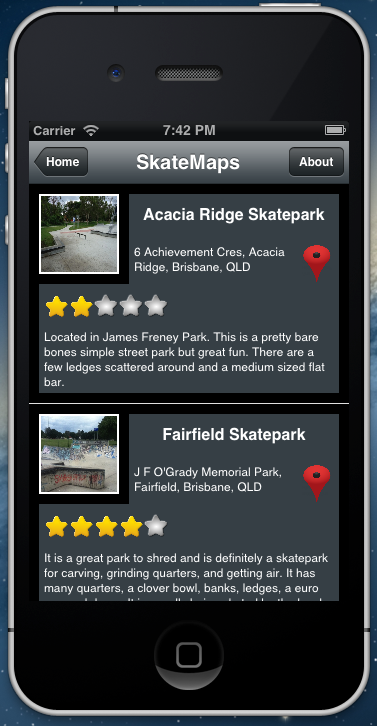 Carrier 7:42 PM
Home SkateMaps About
Acacia Ridge Skatepark
6 Achievement Cres, Acacia
Ridge, Brisbane, QLD
Located in James Freney Park. This is a pretty bare
bones simple street park but great fun. There are a
few ledges scattered around and a medium sized flat
bar.
Fairfield Skatepark
J F O'Grady Memorial Park,
Fairfield, Brisbane, QLD
It is a great park to shred and is definitely a skatepark
for carving, grinding quarters, and getting air. It has
many quarters, a clover bowl, banks, ledges, a euro